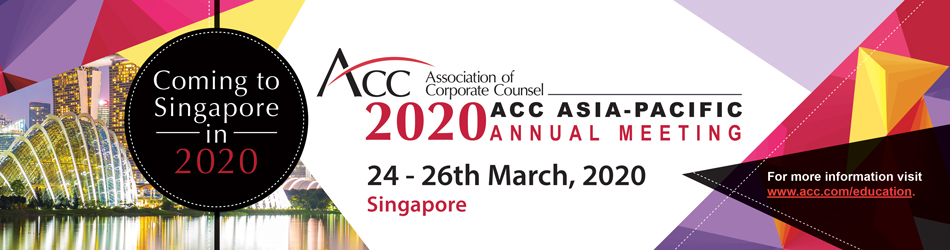 Coming to
Singapore
in
2020
ACC Association of
Corporate Counsel
2020 ACC ASIA-PACIFIC
ANNUAL MEETING
24 - 26th March, 2020
Singapore
For more information visit
www.acc.com/education.